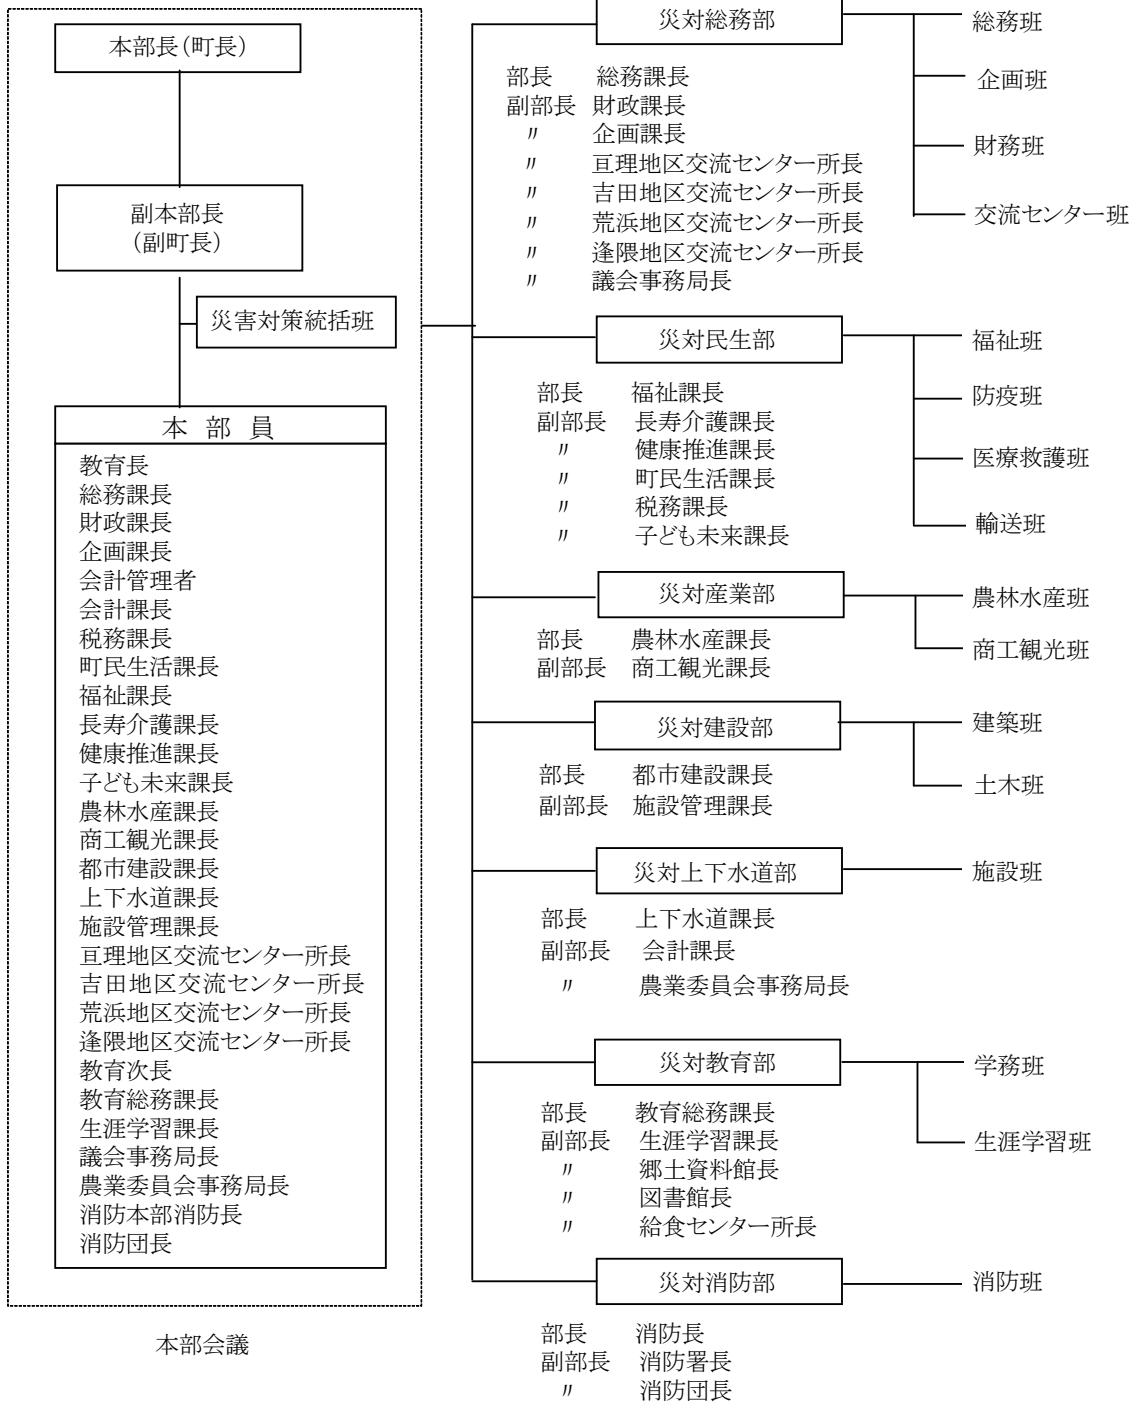 本部長（町長）
副本部長
（副町長）
災害対策統括班
本 部 員
教育長
総務課長
財政課長
企画課長
会計管理者
会計課長
税務課長
町民生活課長
福祉課長
長寿介護課長
健康推進課長
子ども未来課長
農林水産課長
商工観光課長
都市建設課長
上下水道課長
施設管理課長
亘理地区交流センター所長
吉田地区交流センター所長
荒浜地区交流センター所長
逢隈地区交流センター所長
教育次長
教育総務課長
生涯学習課長
議会事務局長
農業委員会事務局長
消防本部消防長
消防団長
本部会議
災対総務部
部長 総務課長
副部長 財政課長
〃 企画課長
〃 亘理地区交流センター所長
〃 吉田地区交流センター所長
〃 荒浜地区交流センター所長
〃 逢隈地区交流センター所長
〃 議会事務局長
総務班
企画班
財務班
交流センター班
災対民生部
部長 福祉課長
副部長 長寿介護課長
〃 健康推進課長
〃 町民生活課長
〃 税務課長
〃 子ども未来課長
福祉班
防疫班
医療救護班
輸送班
災対産業部
部長 農林水産課長
副部長 商工観光課長
農林水産班
商工観光班
災対建設部
部長 都市建設課長
副部長 施設管理課長
建築班
土木班
災対上下水道部
部長 上下水道課長
副部長 会計課長
〃 農業委員会事務局長
施設班
災対教育部
部長 教育総務課長
副部長 生涯学習課長
〃 郷土資料館長
〃 図書館長
〃 給食センター所長
学務班
生涯学習班
災対消防部
部長 消防長
副部長 消防署長
〃 消防団長
消防班